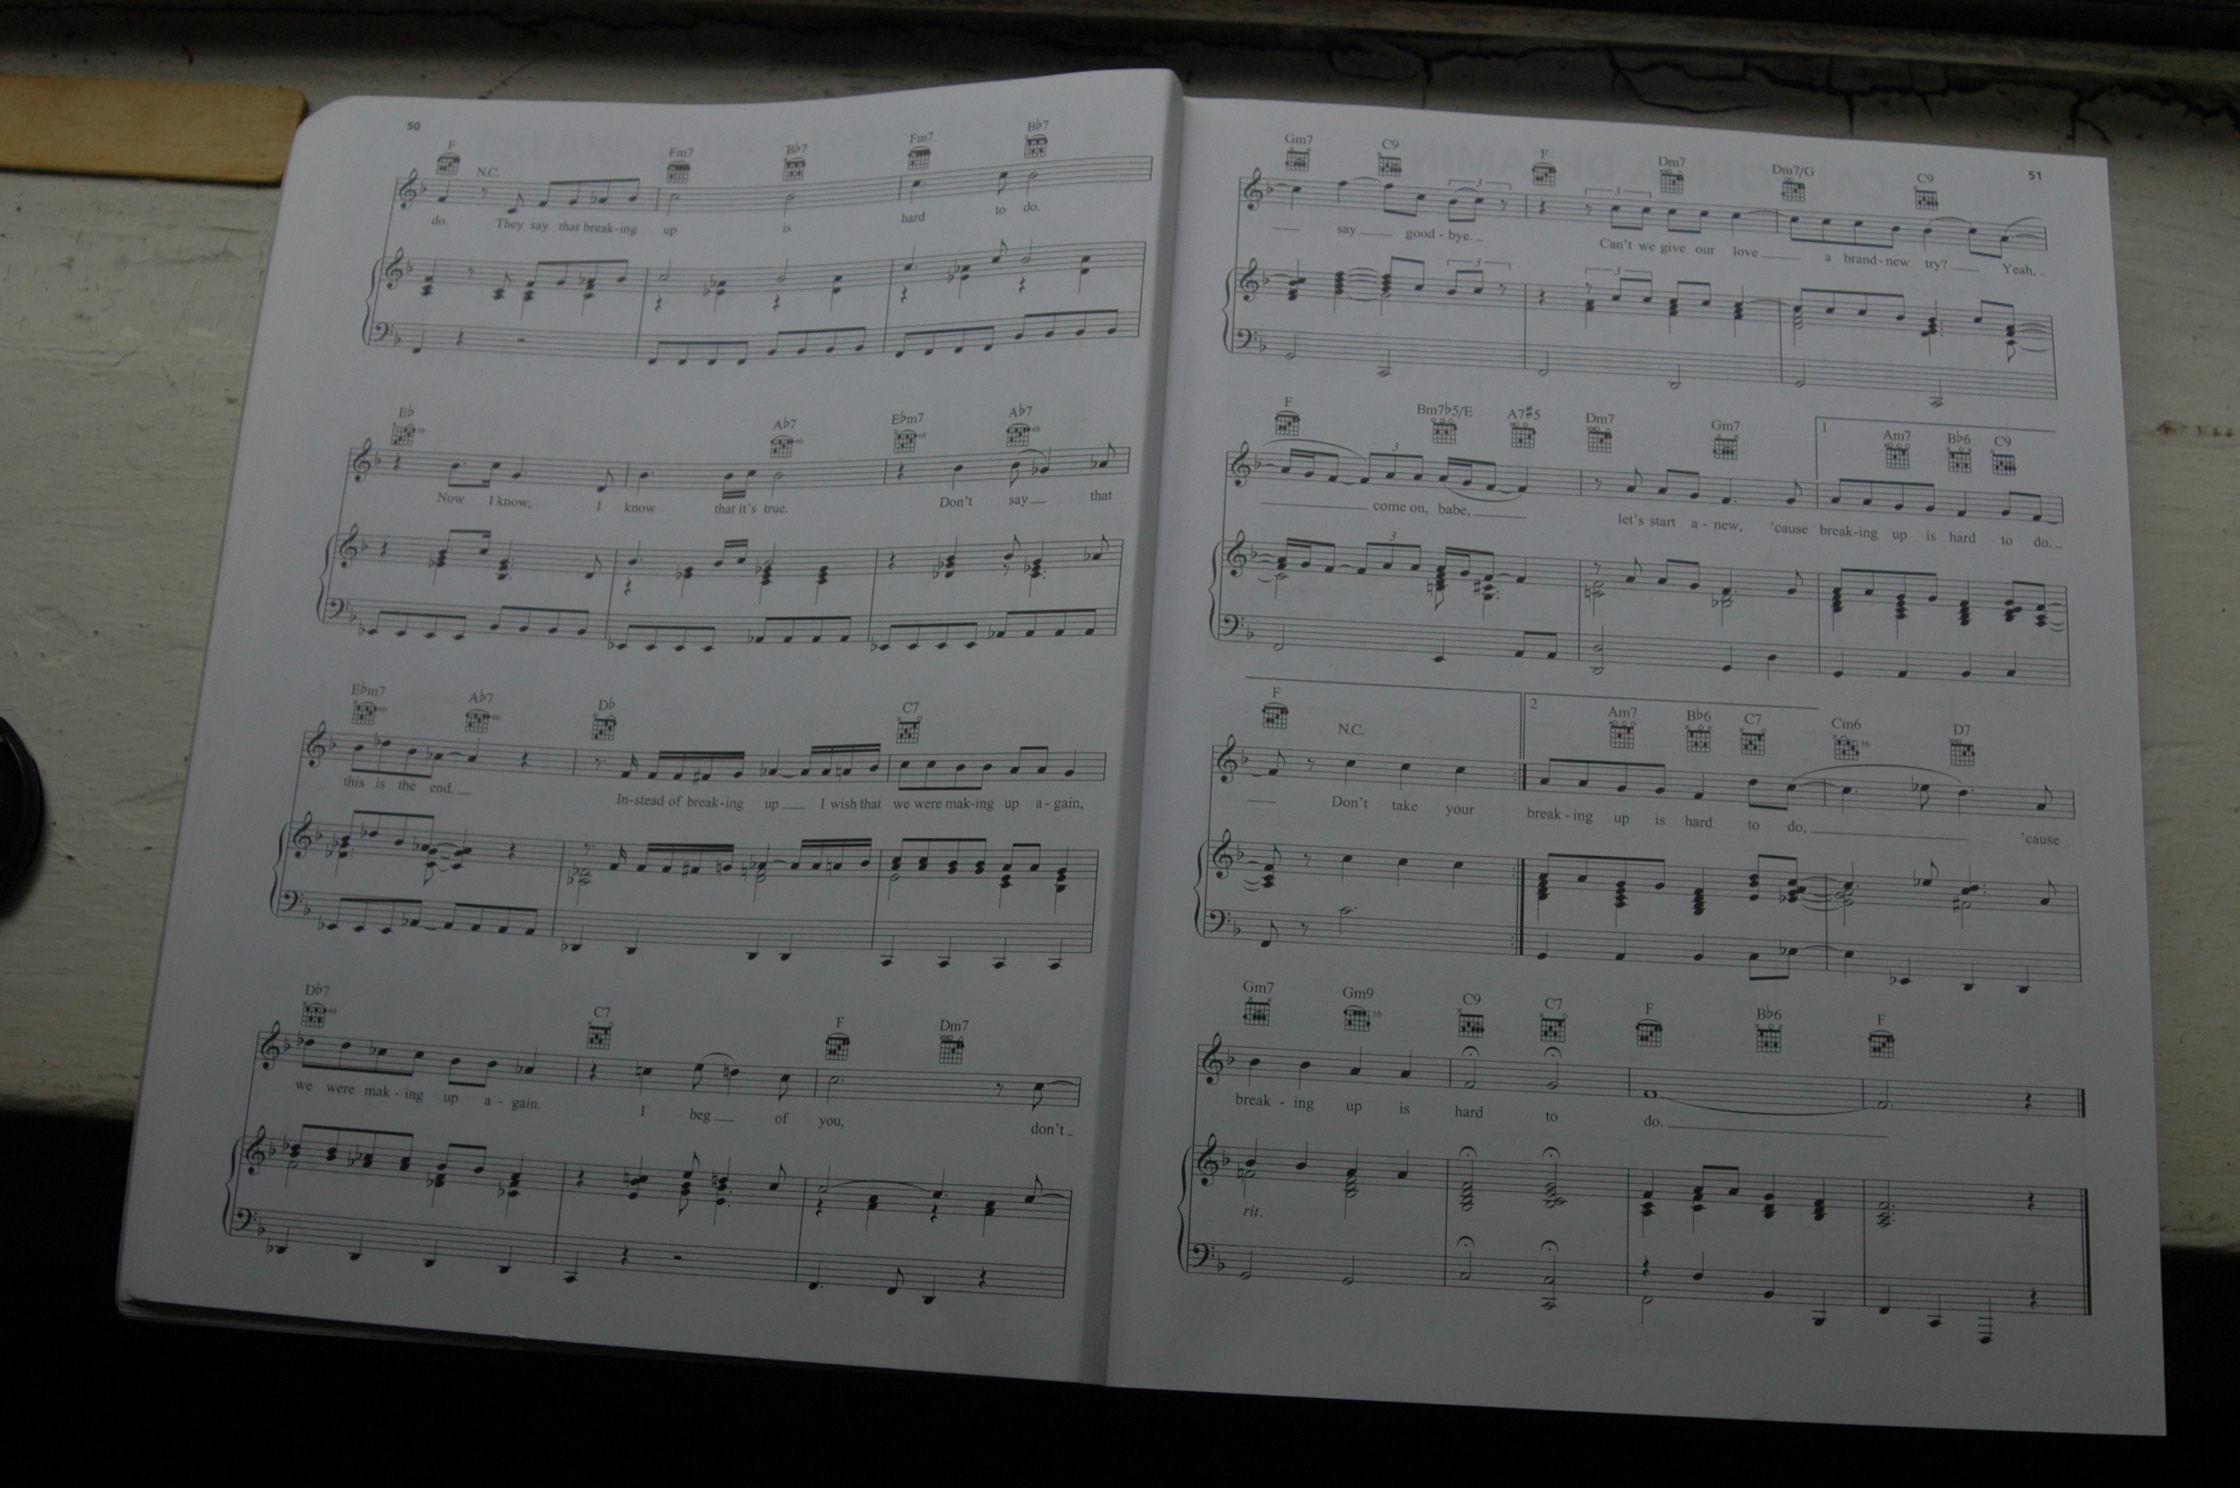 50
F N.C. Fm7 B♭7 Fm7 B♭7
do. They say that break-ing up is hard to do.
E♭ A♭7 E♭m7 A♭7
Now I know, I know that it's true. Don't say that
E♭m7 A♭7 D♭ C7
this is the end. In-stead of break-ing up I wish that we were mak-ing up a-gain,
D♭7 C7 F Dm7
we were mak-ing up a-gain. I beg of you, don't
51
Gm7 C9 F Dm7 Dm7/G C9
say good-bye. Can't we give our love a brand-new try? Yeah,
3 3 3 3
F Bm7♭5/E A7♯5 Dm7 Gm7 1 Am7 B♭6 C9
3
come on, babe, let's start a-new, 'cause break-ing up is hard to do.
3
F N.C. 2 Am7 B♭6 C7 Cm6 D7
Don't take your break-ing up is hard to do, 'cause
Gm7 Gm9 C9 C7 F B♭6 F
break-ing up is hard to do.
rit.